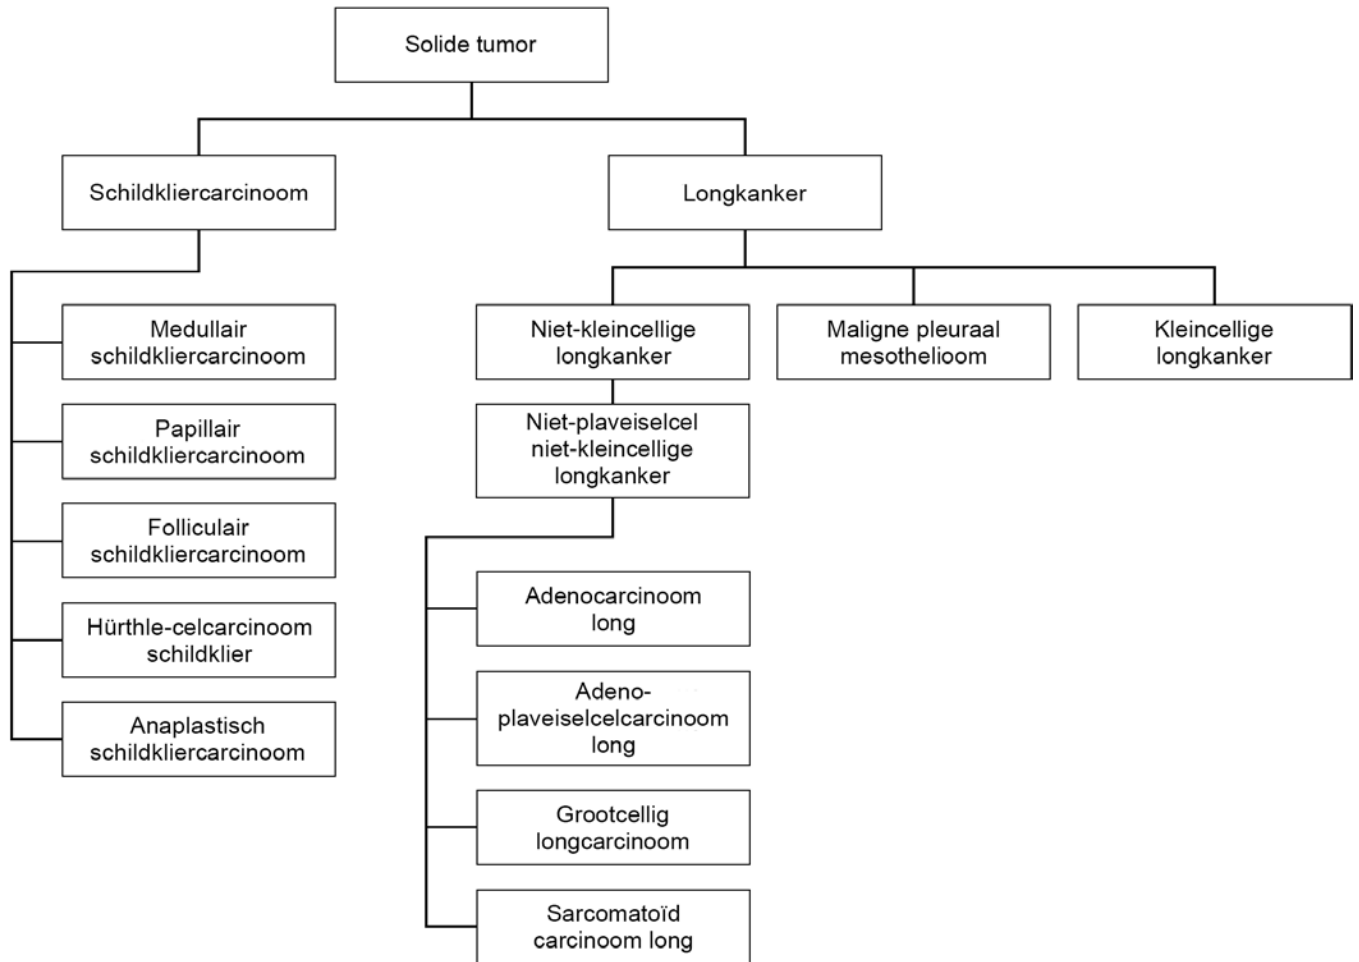 Solide tumor
Schildkliercarcinoom
Longkanker
Medullair
schildkliercarcinoom
Papillair
schildkliercarcinoom
Folliculair
schildkliercarcinoom
Hürthle-celcarcinoom
schildklier
Anaplastisch
schildkliercarcinoom
Niet-kleincellige
longkanker
Maligne pleuraal
mesothelioom
Kleincellige
longkanker
Niet-plaveiselcel
niet-kleincellige
longkanker
Adenocarcinoom
long
Adeno-
plaveiselcelcarcinoom
long
Grootcellig
longcarcinoom
Sarcomatoïd
carcinoom long